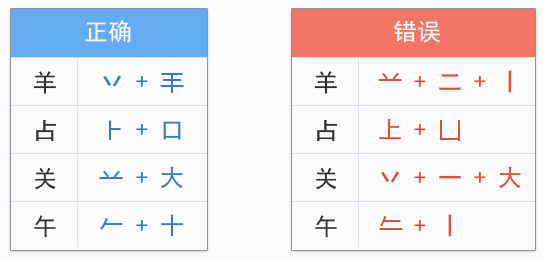 正确
羊 丷 + 𰀁
占 ⺊ + 口
关 䒑 + 大
午 𠂉 + 十
错误
羊 䒑 + 二 + 丨
占 上 + 凵
关 丷 + 一 + 大
午 𠂒 + 丨